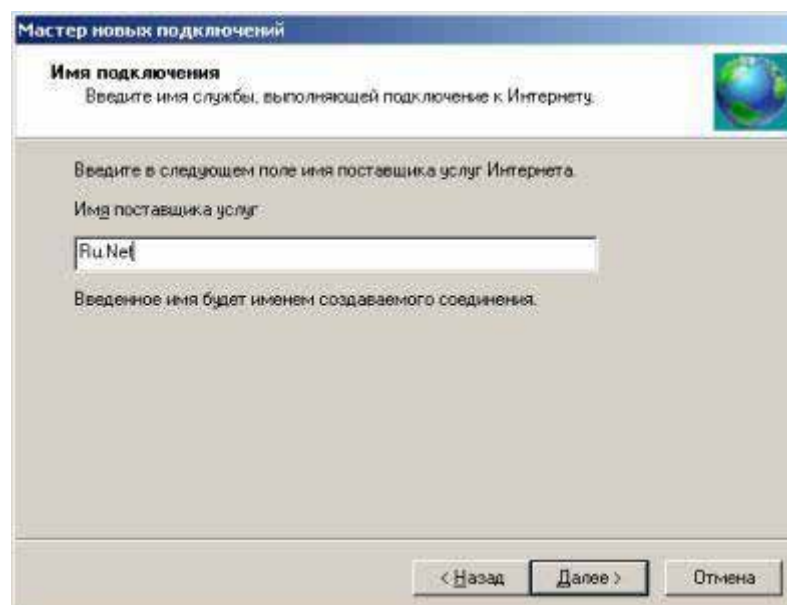 Мастер новых подключений
Имя подключения
Введите имя службы, выполняющей подключение к Интернету.
Введите в следующем поле имя поставщика услуг Интернета.
Имя поставщика услуг
Ru.Net
Введенное имя будет именем создаваемого соединения.
< Назад
Далее >
Отмена